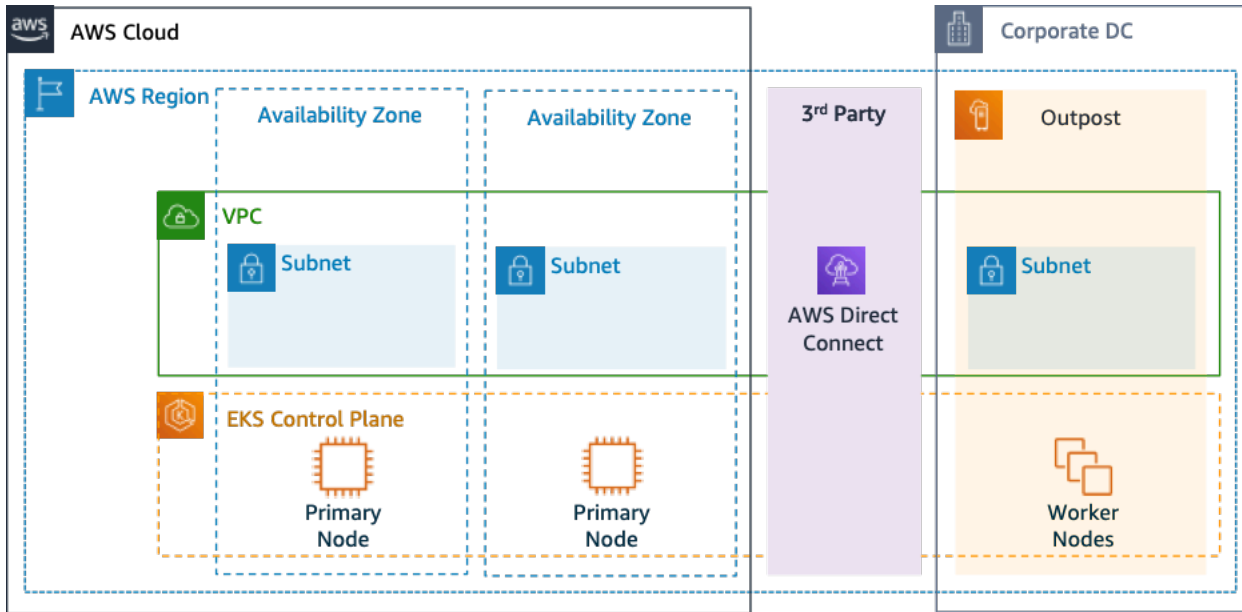 aws
AWS Cloud
Corporate DC
AWS Region
Availability Zone
Availability Zone
3rd Party
Outpost
VPC
Subnet
Subnet
Subnet
AWS Direct
Connect
EKS Control Plane
Primary
Node
Primary
Node
Worker
Nodes